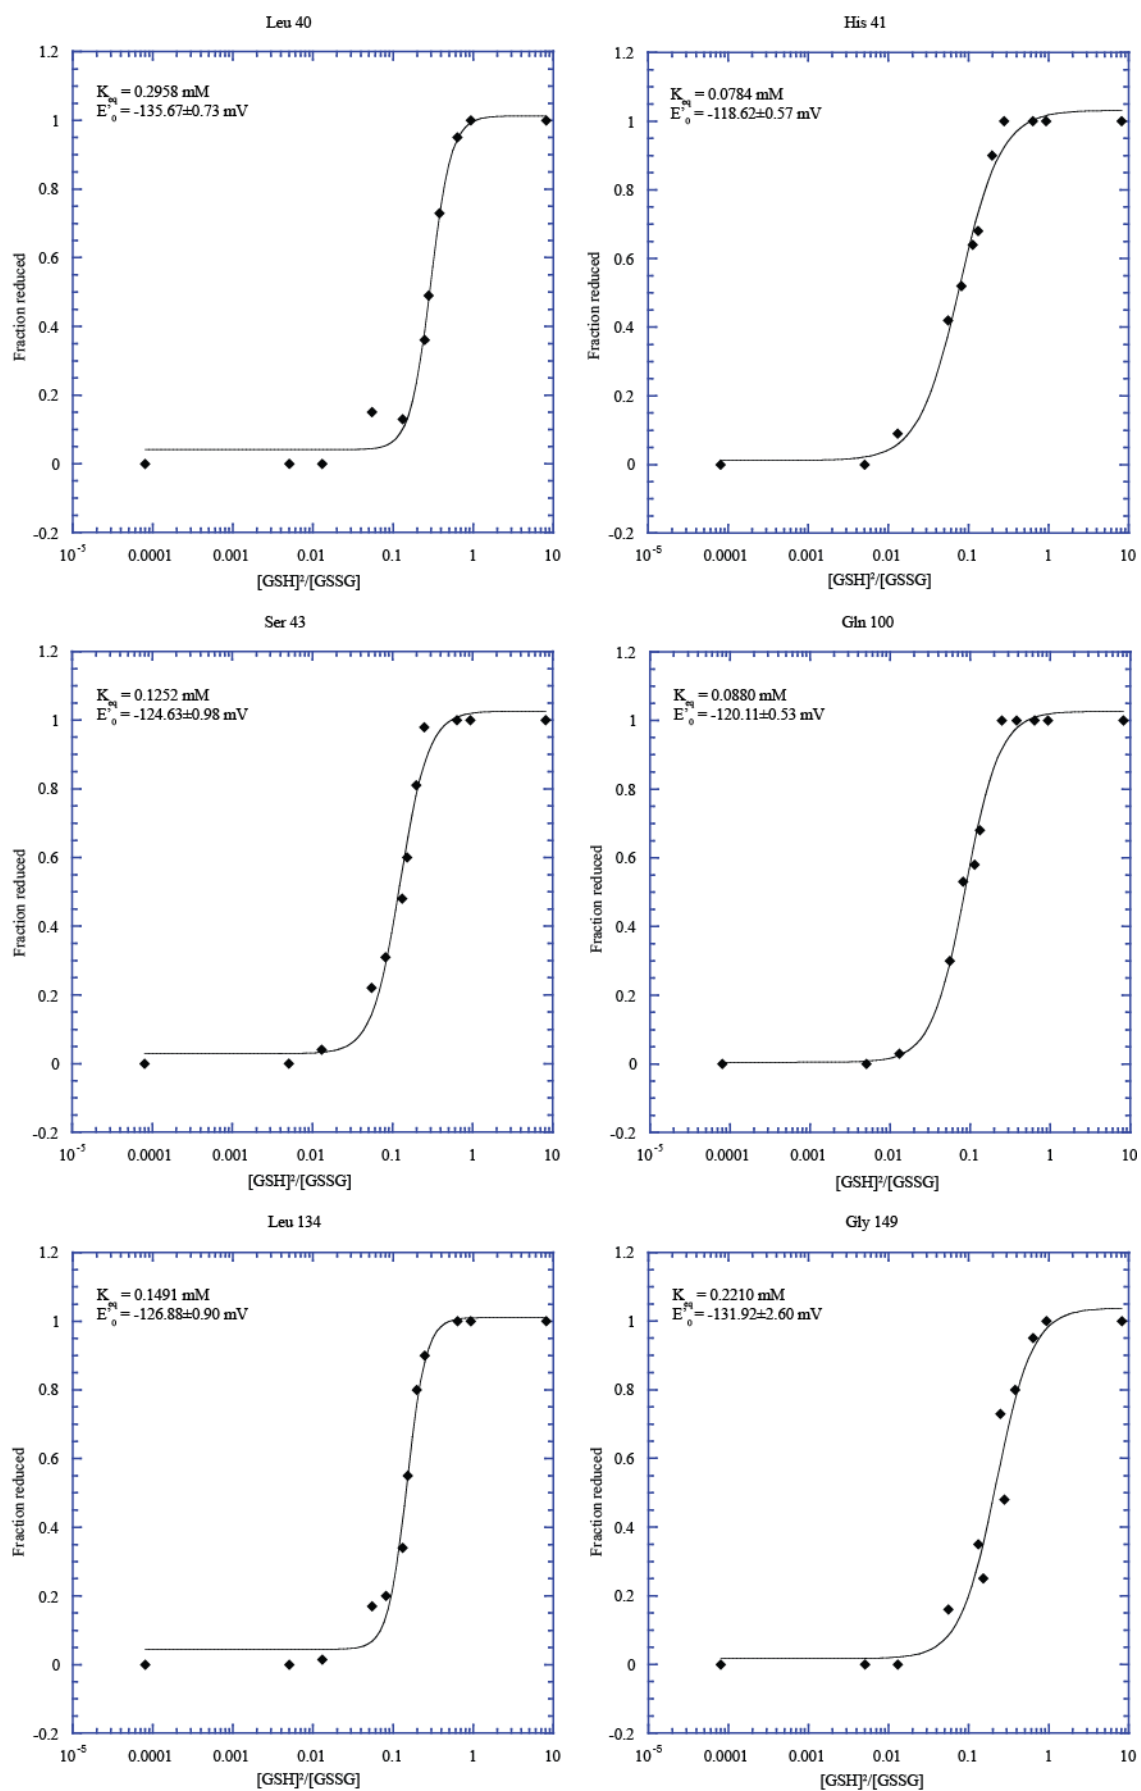 Leu 40
K_eq = 0.2958 mM
E'_0 = -135.67±0.73 mV
1.2
1
0.8
0.6
0.4
0.2
0
-0.2
Fraction reduced
10⁻⁵ 0.0001 0.001 0.01 0.1 1 10
[GSH]²/[GSSG]
His 41
K_eq = 0.0784 mM
E'_0 = -118.62±0.57 mV
1.2
1
0.8
0.6
0.4
0.2
0
-0.2
Fraction reduced
10⁻⁵ 0.0001 0.001 0.01 0.1 1 10
[GSH]²/[GSSG]
Ser 43
K_eq = 0.1252 mM
E'_0 = -124.63±0.98 mV
1.2
1
0.8
0.6
0.4
0.2
0
-0.2
Fraction reduced
10⁻⁵ 0.0001 0.001 0.01 0.1 1 10
[GSH]²/[GSSG]
Gln 100
K_eq = 0.0880 mM
E'_0 = -120.11±0.53 mV
1.2
1
0.8
0.6
0.4
0.2
0
-0.2
Fraction reduced
10⁻⁵ 0.0001 0.001 0.01 0.1 1 10
[GSH]²/[GSSG]
Leu 134
K_eq = 0.1491 mM
E'_0 = -126.88±0.90 mV
1.2
1
0.8
0.6
0.4
0.2
0
-0.2
Fraction reduced
10⁻⁵ 0.0001 0.001 0.01 0.1 1 10
[GSH]²/[GSSG]
Gly 149
K_eq = 0.2210 mM
E'_0 = -131.92±2.60 mV
1.2
1
0.8
0.6
0.4
0.2
0
-0.2
Fraction reduced
10⁻⁵ 0.0001 0.001 0.01 0.1 1 10
[GSH]²/[GSSG]